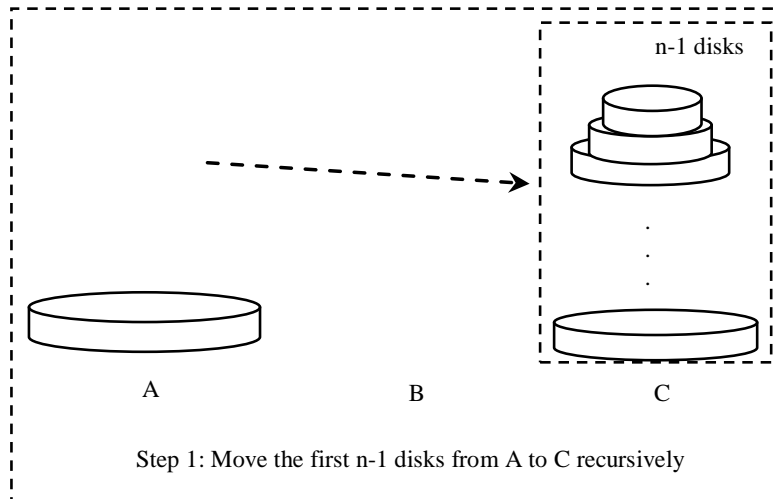 n-1 disks
.
.
.
A B C
Step 1: Move the first n-1 disks from A to C recursively